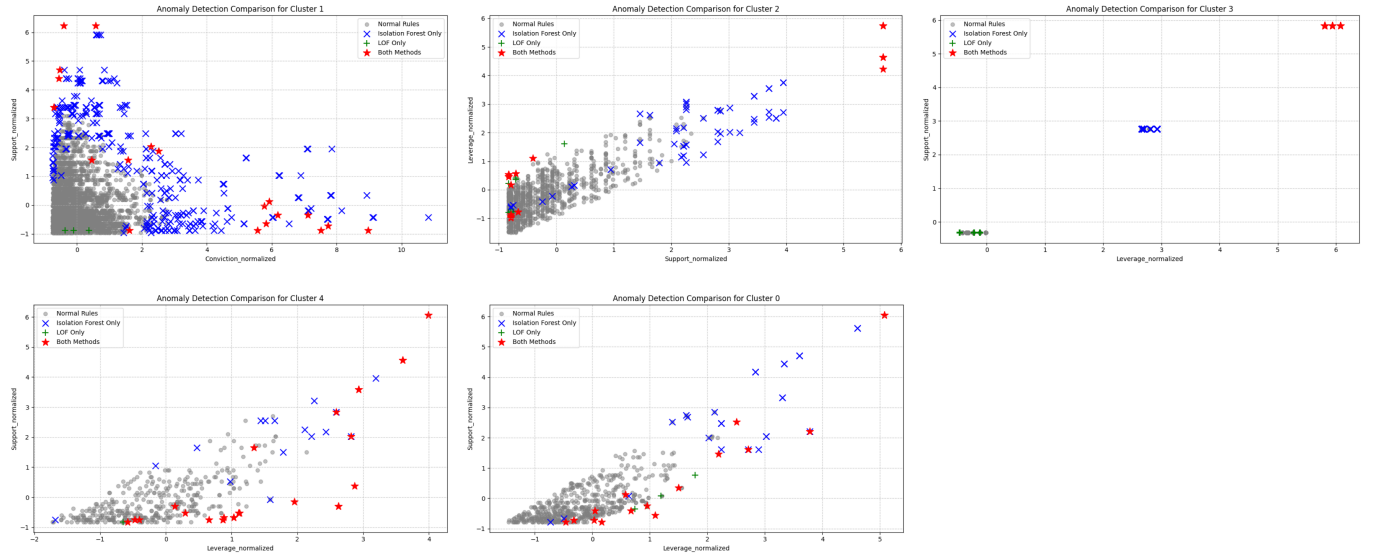 Anomaly Detection Comparison for Cluster 1
Support_normalized
6
5
4
3
2
1
0
−1
Normal Rules
Isolation Forest Only
LOF Only
Both Methods
0 2 4 6 8 10
Conviction_normalized
Anomaly Detection Comparison for Cluster 2
Leverage_normalized
6
5
4
3
2
1
0
−1
Normal Rules
Isolation Forest Only
LOF Only
Both Methods
−1 0 1 2 3 4 5 6
Support_normalized
Anomaly Detection Comparison for Cluster 3
Support_normalized
6
5
4
3
2
1
0
Normal Rules
Isolation Forest Only
LOF Only
Both Methods
0 1 2 3 4 5 6
Leverage_normalized
Anomaly Detection Comparison for Cluster 4
Support_normalized
6
5
4
3
2
1
0
−1
Normal Rules
Isolation Forest Only
LOF Only
Both Methods
−2 −1 0 1 2 3 4
Leverage_normalized
Anomaly Detection Comparison for Cluster 0
Support_normalized
6
5
4
3
2
1
0
−1
Normal Rules
Isolation Forest Only
LOF Only
Both Methods
−1 0 1 2 3 4 5
Leverage_normalized